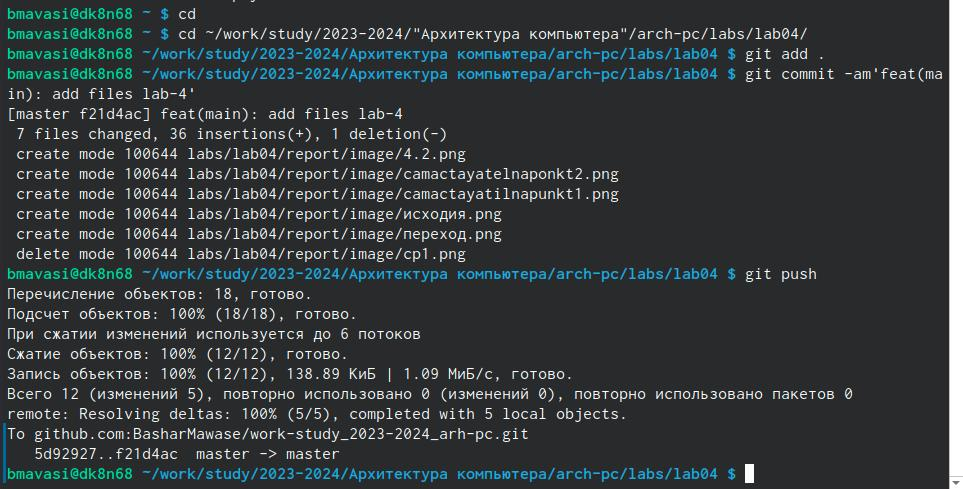 bmavasi@dk8n68 ~ $ cd
bmavasi@dk8n68 ~ $ cd ~/work/study/2023-2024/"Архитектура компьютера"/arch-pc/labs/lab04/
bmavasi@dk8n68 ~/work/study/2023-2024/Архитектура компьютера/arch-pc/labs/lab04 $ git add .
bmavasi@dk8n68 ~/work/study/2023-2024/Архитектура компьютера/arch-pc/labs/lab04 $ git commit -am'feat(ma
in): add files lab-4'
[master f21d4ac] feat(main): add files lab-4
 7 files changed, 36 insertions(+), 1 deletion(-)
 create mode 100644 labs/lab04/report/image/4.2.png
 create mode 100644 labs/lab04/report/image/camactayatelnaponkt2.png
 create mode 100644 labs/lab04/report/image/camactayatilnapunkt1.png
 create mode 100644 labs/lab04/report/image/исходия.png
 create mode 100644 labs/lab04/report/image/переход.png
 delete mode 100644 labs/lab04/report/image/cp1.png
bmavasi@dk8n68 ~/work/study/2023-2024/Архитектура компьютера/arch-pc/labs/lab04 $ git push
Перечисление объектов: 18, готово.
Подсчет объектов: 100% (18/18), готово.
При сжатии изменений используется до 6 потоков
Сжатие объектов: 100% (12/12), готово.
Запись объектов: 100% (12/12), 138.89 КиБ | 1.09 МиБ/с, готово.
Всего 12 (изменений 5), повторно использовано 0 (изменений 0), повторно использовано пакетов 0
remote: Resolving deltas: 100% (5/5), completed with 5 local objects.
To github.com:BasharMawase/work-study_2023-2024_arh-pc.git
   5d92927..f21d4ac  master -> master
bmavasi@dk8n68 ~/work/study/2023-2024/Архитектура компьютера/arch-pc/labs/lab04 $